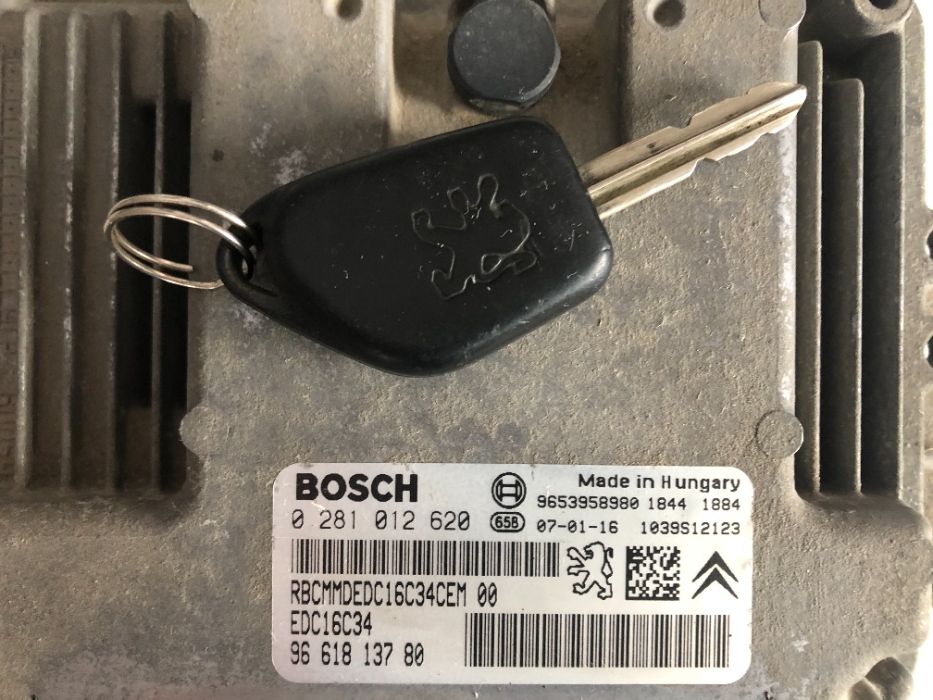 BOSCH
Made in Hungary
9653958980 1844 1884
0 281 012 620 65B 07-01-16 1039S12123
RBCMMDEDC16C34CEM 00
EDC16C34
96 618 137 80